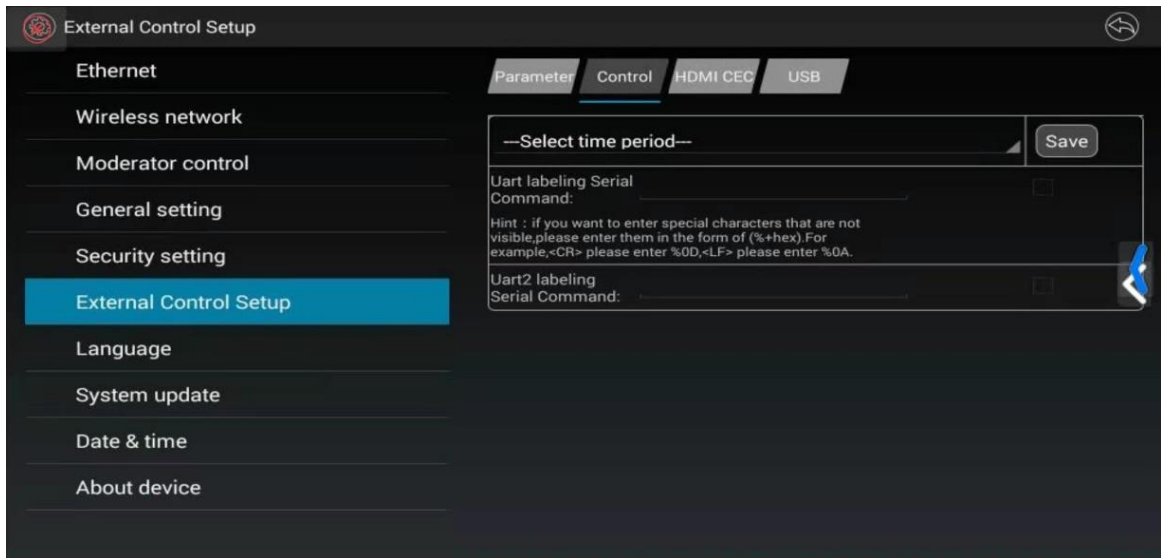 External Control Setup
Ethernet
Wireless network
Moderator control
General setting
Security setting
External Control Setup
Language
System update
Date & time
About device
Parameter
Control
HDMI CEC
USB
---Select time period---
Save
Uart labeling Serial
Command:
Hint : if you want to enter special characters that are not
visible,please enter them in the form of (%+hex).For
example,<CR> please enter %0D,<LF> please enter %0A.
Uart2 labeling
Serial Command: